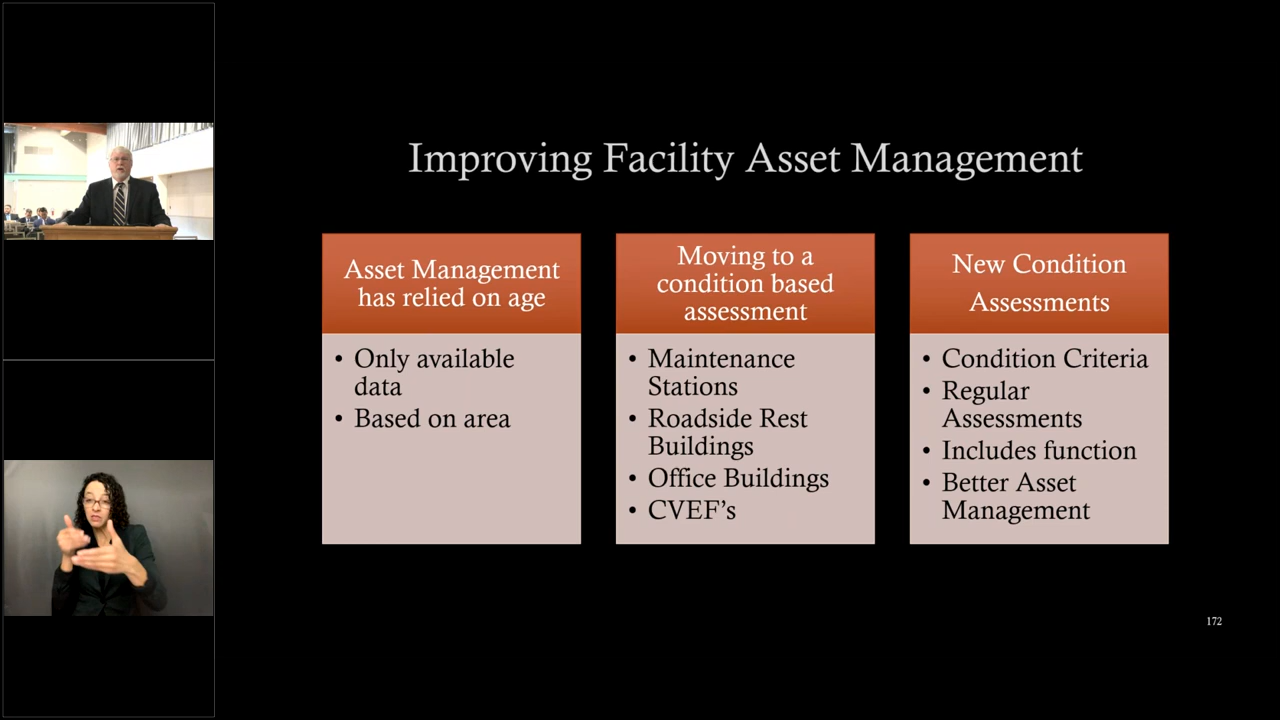 Improving Facility Asset Management
Asset Management
has relied on age
• Only available
data
• Based on area
Moving to a
condition based
assessment
• Maintenance
Stations
• Roadside Rest
Buildings
• Office Buildings
• CVEF’s
New Condition
Assessments
• Condition Criteria
• Regular
Assessments
• Includes function
• Better Asset
Management
172